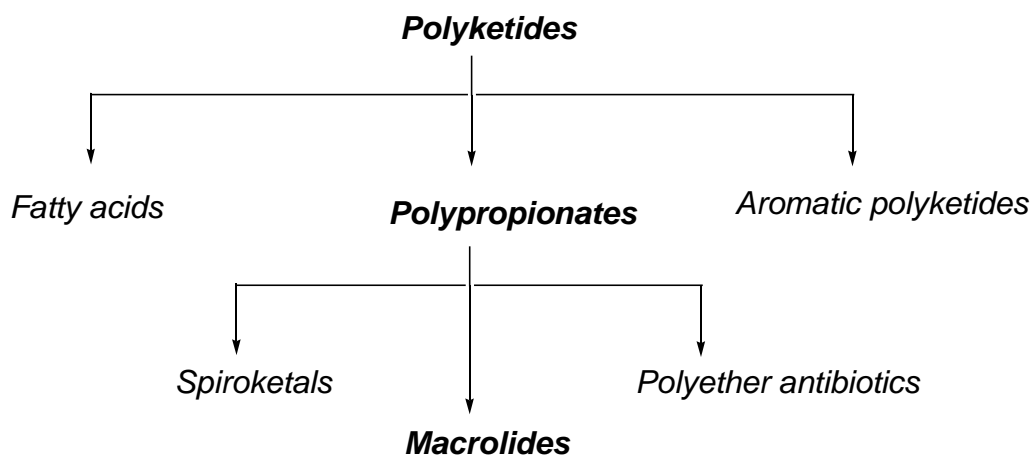 Polyketides
Fatty acids
Polypropionates
Aromatic polyketides
Spiroketals
Polyether antibiotics
Macrolides